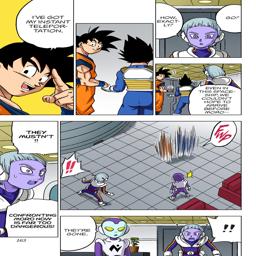 I'VE GOT
MY INSTANT
TELEPOR-
TATION.
HOW,
EXACT-
LY?
GO!
EVEN IN
THIS SPACE-
SHIP, WE
COULDN'T
HOPE TO
ARRIVE
BEFORE
MORO--
THEY
MUSTN'T
!!
!!
FWP
CONFRONTING
MORO NOW
IS FAR TOO
DANGEROUS!
THEY'RE
GONE.
!!
163